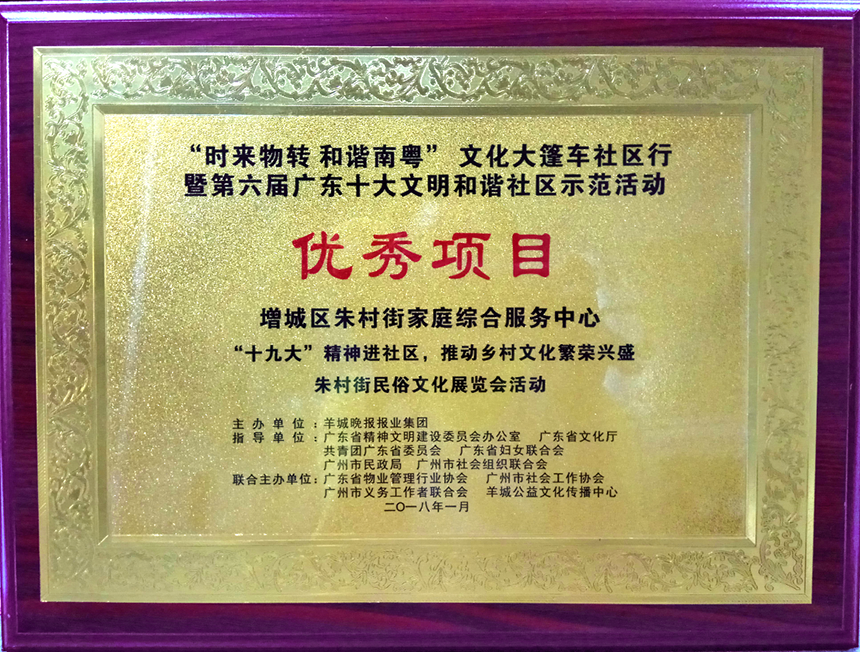 “时来物转 和谐南粤” 文化大篷车社区行
暨第六届广东十大文明和谐社区示范活动
优秀项目
增城区朱村街家庭综合服务中心
“十九大”精神进社区，推动乡村文化繁荣兴盛
朱村街民俗文化展览会活动
主办单位：羊城晚报报业集团
指导单位：广东省精神文明建设委员会办公室 广东省文化厅
共青团广东省委员会 广东省妇女联合会
广州市民政局 广州市社会组织联合会
联合主办单位：广东省物业管理行业协会 广州市社会工作协会
广州市义务工作者联合会 羊城公益文化传播中心
二〇一八年一月